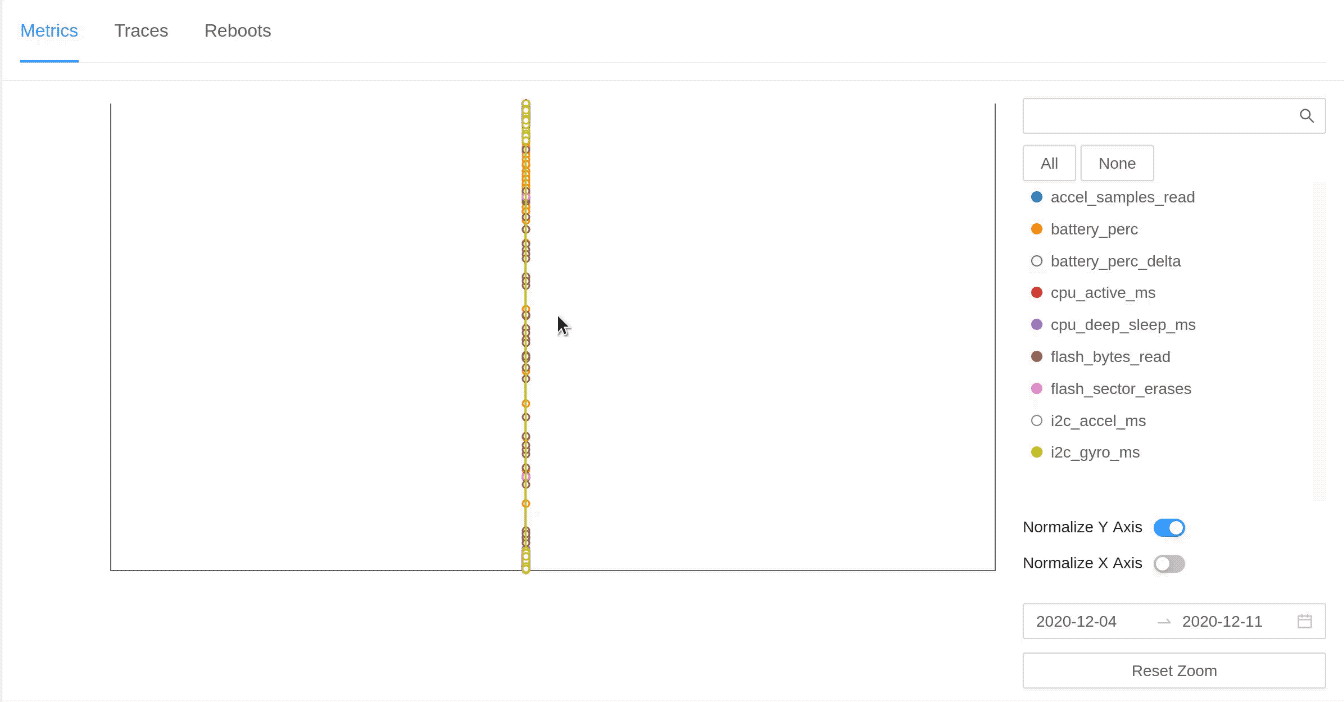 Metrics Traces Reboots
All None
accel_samples_read
battery_perc
battery_perc_delta
cpu_active_ms
cpu_deep_sleep_ms
flash_bytes_read
flash_sector_erases
i2c_accel_ms
i2c_gyro_ms
Normalize Y Axis
Normalize X Axis
2020-12-04 → 2020-12-11
Reset Zoom